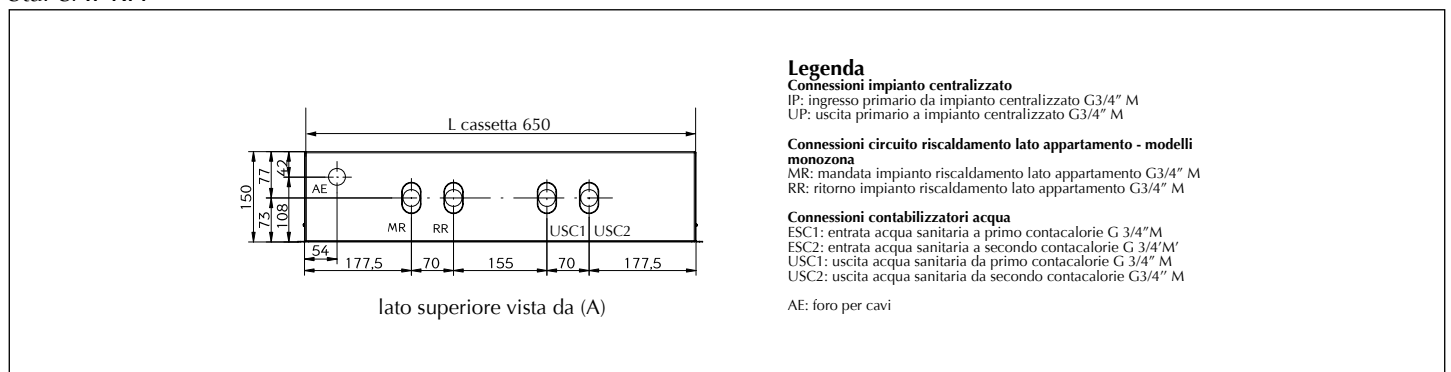 L cassetta 650
150
77
73
42
108
AE
MR
RR
USC1
USC2
54
177,5
70
155
70
177,5
lato superiore vista da (A)
Legenda
Connessioni impianto centralizzato
IP: ingresso primario da impianto centralizzato G3/4" M
UP: uscita primario a impianto centralizzato G3/4" M
Connessioni circuito riscaldamento lato appartamento - modelli
monozona
MR: mandata impianto riscaldamento lato appartamento G3/4" M
RR: ritorno impianto riscaldamento lato appartamento G3/4" M
Connessioni contabilizzatori acqua
ESC1: entrata acqua sanitaria a primo contacalorie G 3/4"M
ESC2: entrata acqua sanitaria a secondo contacalorie G 3/4'M'
USC1: uscita acqua sanitaria da primo contacalorie G 3/4" M
USC2: uscita acqua sanitaria da secondo contacalorie G3/4'' M
AE: foro per cavi